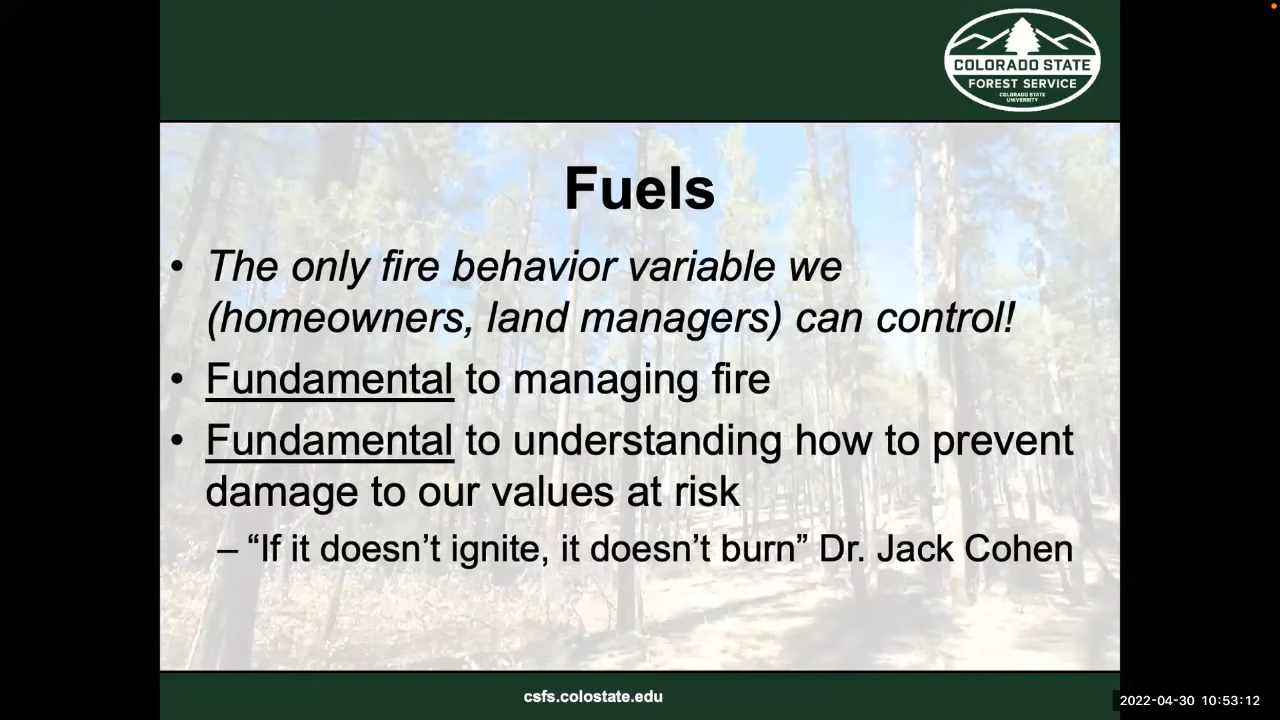 COLORADO STATE
FOREST SERVICE
COLORADO STATE
UNIVERSITY
Fuels
• The only fire behavior variable we
(homeowners, land managers) can control!
• Fundamental to managing fire
• Fundamental to understanding how to prevent
damage to our values at risk
– “If it doesn’t ignite, it doesn’t burn” Dr. Jack Cohen
csfs.colostate.edu
2022-04-30 10:53:12